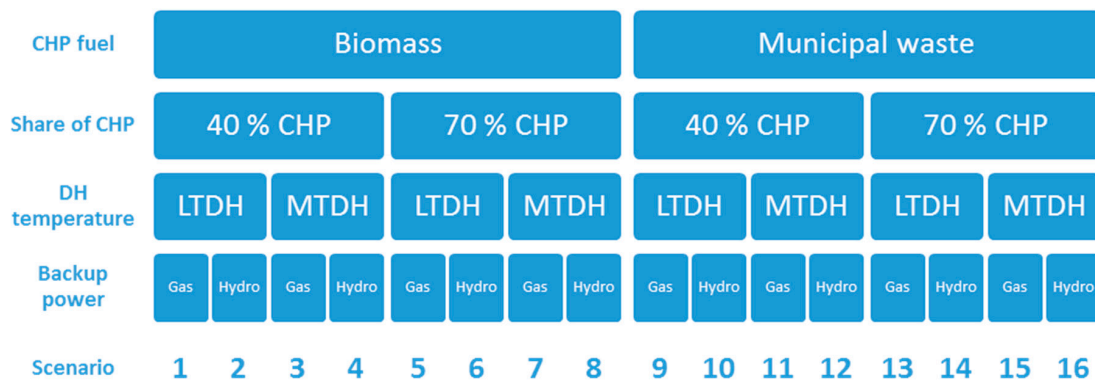 CHP fuel Biomass Municipal waste
Share of CHP 40 % CHP 70 % CHP 40 % CHP 70 % CHP
DH
temperature LTDH MTDH LTDH MTDH LTDH MTDH LTDH MTDH
Backup
power Gas Hydro Gas Hydro Gas Hydro Gas Hydro Gas Hydro Gas Hydro Gas Hydro Gas Hydro
Scenario 1 2 3 4 5 6 7 8 9 10 11 12 13 14 15 16